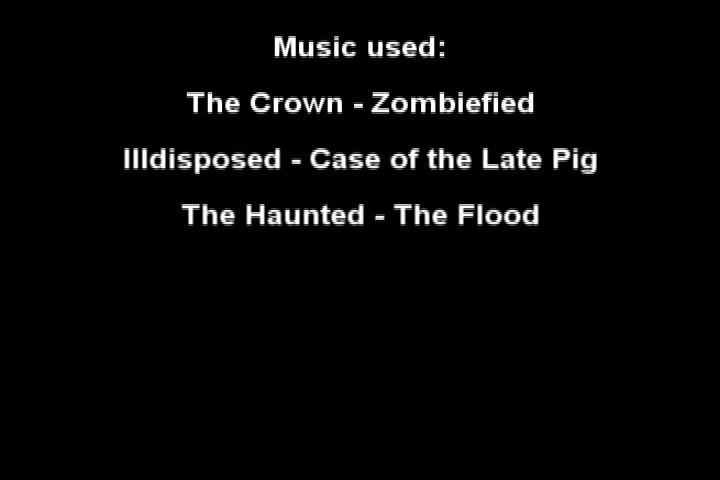 Music used:
The Crown - Zombiefied
Illdisposed - Case of the Late Pig
The Haunted - The Flood